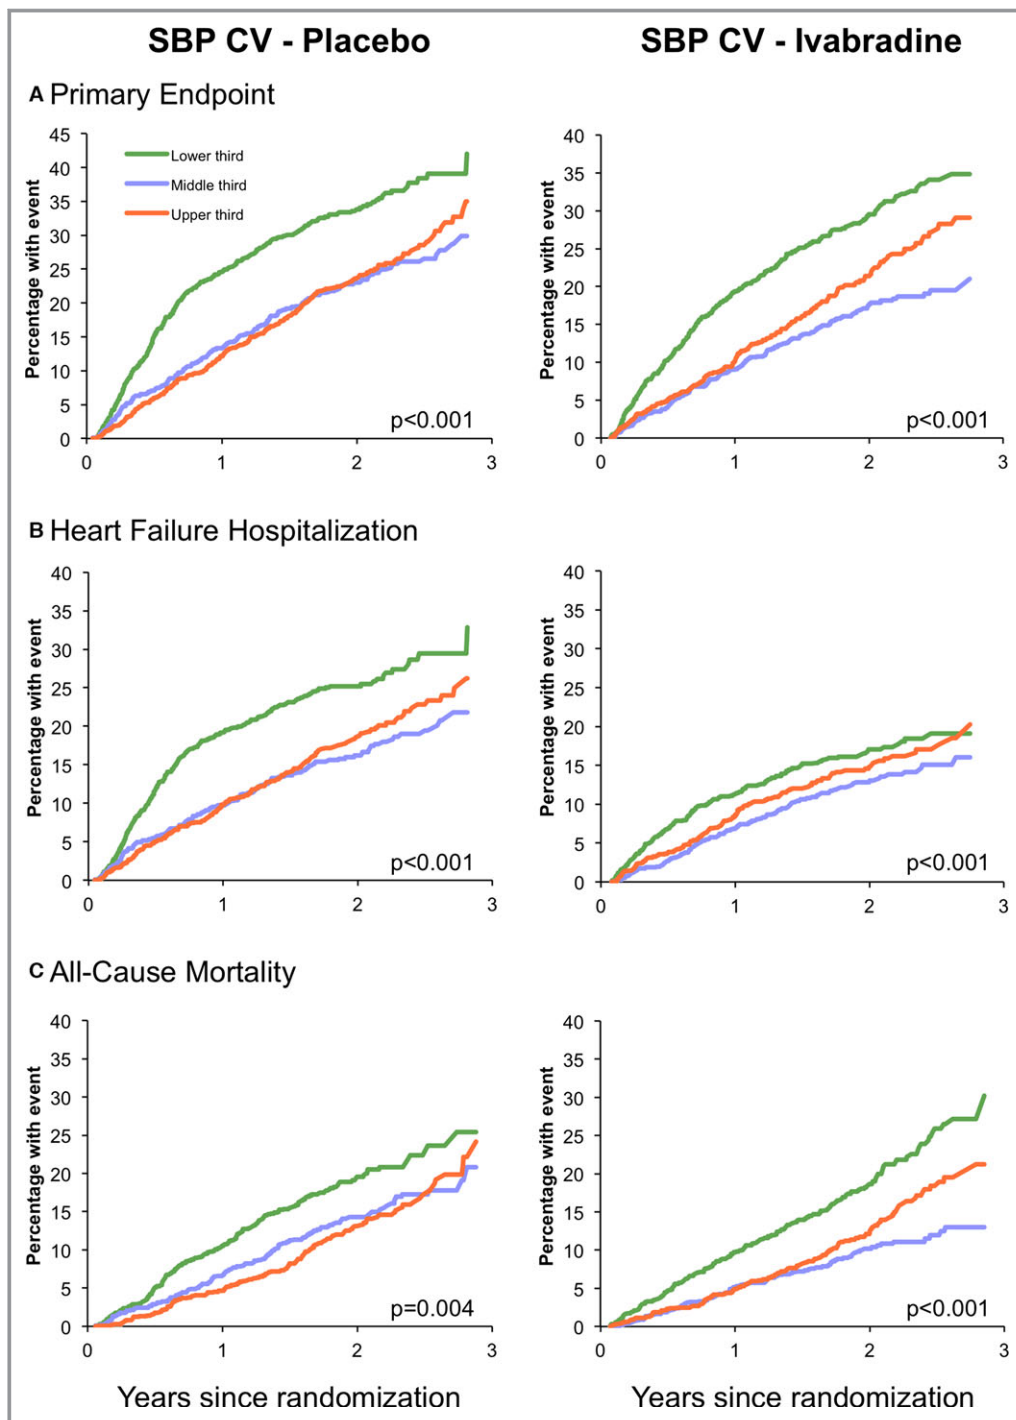 SBP CV - Placebo
SBP CV - Ivabradine
A Primary Endpoint
Percentage with event
45
40
35
30
25
20
15
10
5
0
0 1 2 3
Lower third
Middle third
Upper third
p<0.001
Percentage with event
40
35
30
25
20
15
10
5
0
0 1 2 3
p<0.001
B Heart Failure Hospitalization
Percentage with event
40
35
30
25
20
15
10
5
0
0 1 2 3
p<0.001
Percentage with event
40
35
30
25
20
15
10
5
0
0 1 2 3
p<0.001
C All-Cause Mortality
Percentage with event
40
35
30
25
20
15
10
5
0
0 1 2 3
p=0.004
Years since randomization
Percentage with event
40
35
30
25
20
15
10
5
0
0 1 2 3
p<0.001
Years since randomization